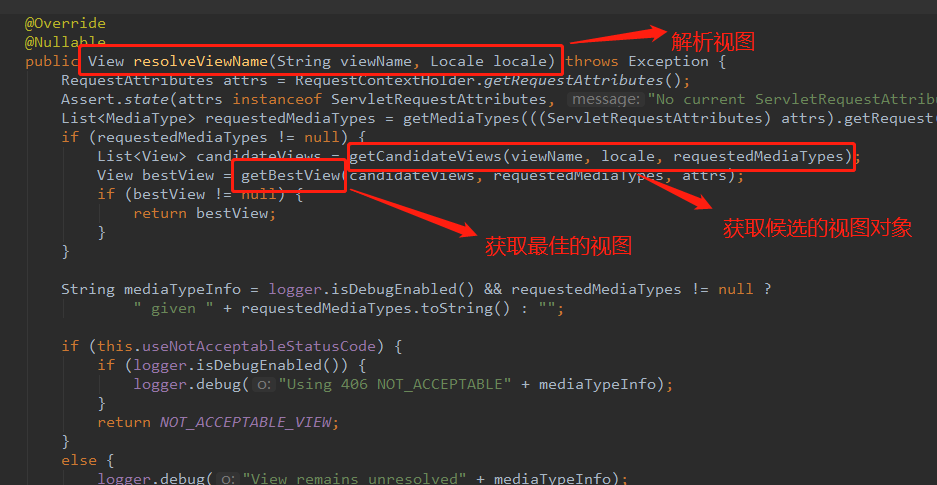 @Override
@Nullable
public View resolveViewName(String viewName, Locale locale) throws Exception {
解析视图
RequestAttributes attrs = RequestContextHolder.getRequestAttributes();
Assert.state(attrs instanceof ServletRequestAttributes, message: "No current ServletRequestAttrib
List<MediaType> requestedMediaTypes = getMediaTypes(((ServletRequestAttributes) attrs).getRequest(
if (requestedMediaTypes != null) {
List<View> candidateViews = getCandidateViews(viewName, locale, requestedMediaTypes);
View bestView = getBestView(candidateViews, requestedMediaTypes, attrs);
if (bestView != null) {
return bestView;
获取候选的视图对象
}
获取最佳的视图
}
String mediaTypeInfo = logger.isDebugEnabled() && requestedMediaTypes != null ?
" given " + requestedMediaTypes.toString() : "";
if (this.useNotAcceptableStatusCode) {
if (logger.isDebugEnabled()) {
logger.debug( o: "Using 406 NOT_ACCEPTABLE" + mediaTypeInfo);
}
return NOT_ACCEPTABLE_VIEW;
}
else {
logger.debug( o: "View remains unresolved" + mediaTypeInfo);